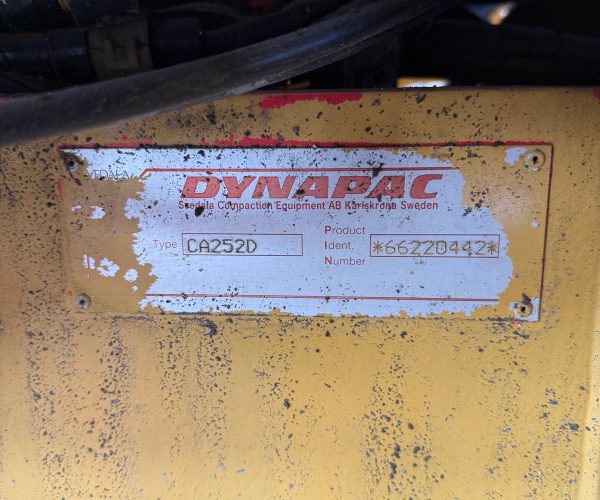 DYNAPAC
Svedala Compaction Equipment AB Karlskrona Sweden
Type CA252D
Product
Ident.
Number
*66220442*